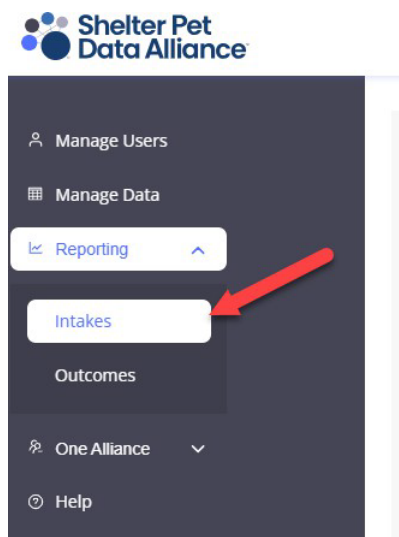 Shelter Pet
Data Alliance
Manage Users
Manage Data
Reporting
Intakes
Outcomes
One Alliance
Help